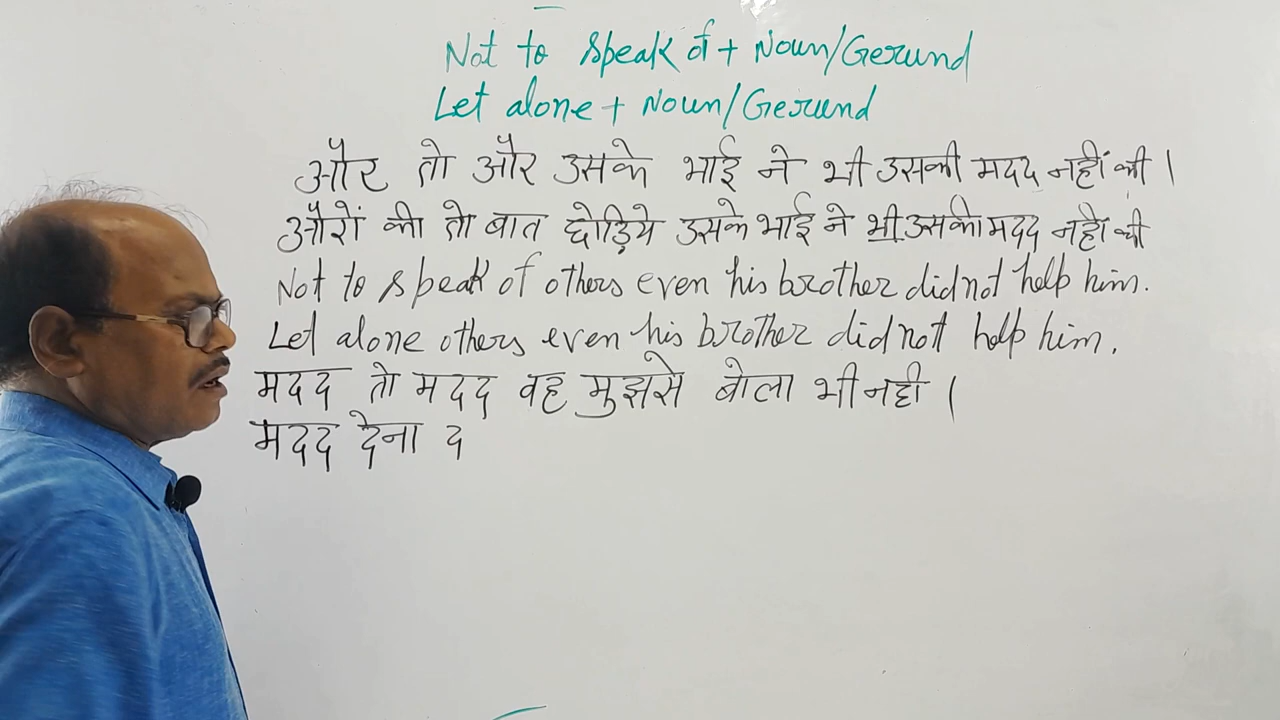 Not to speak of + Noun/Gerund
Let alone + Noun/Gerund
और तो और उसके भाई ने भी उसकी मदद नहीं की।
औरों की तो बात छोड़िये उसके भाई ने भी उसकी मदद नहीं की
Not to speak of others even his brother did not help him.
Let alone others even his brother did not help him.
मदद तो मदद वह मुझसे बोला भी नही।
मदद देना द